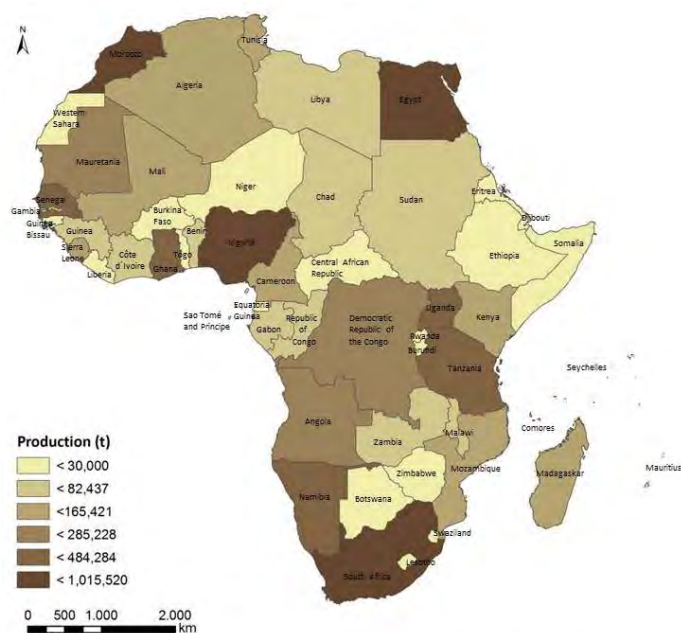 N
Morocco
Tunis a
Algeria
Libya
Egypt
Western
Sahara
Mauretania
Mali
Niger
Chad
Sudan
Eritrea
Senegal
Gambia
Guinea
Bissau
Guinea
Burkina
Faso
Benin
Nigeria
Djibouti
Somalia
Ethiopia
Sierra
Leone
Liberia
Côte
d´Ivoire
Ghana
Togo
Cameroon
Central African
Republic
Equatorial
Guinea
Sao Tomé
and Principe
Gabon
Republic
of
Congo
Democratic
Republic of
the Congo
Uganda
Kenya
Rwanda
Burundi
Tanzania
Seychelles
Angola
Zambia
Malawi
Comores
Mozambique
Zimbabwe
Madagaskar
Mauritius
Namibia
Botswana
Swaziland
Lesotho
South Africa
Production (t)
< 30,000
< 82,437
<165,421
< 285,228
< 484,284
< 1,015,520
0 500 1.000 2.000
km